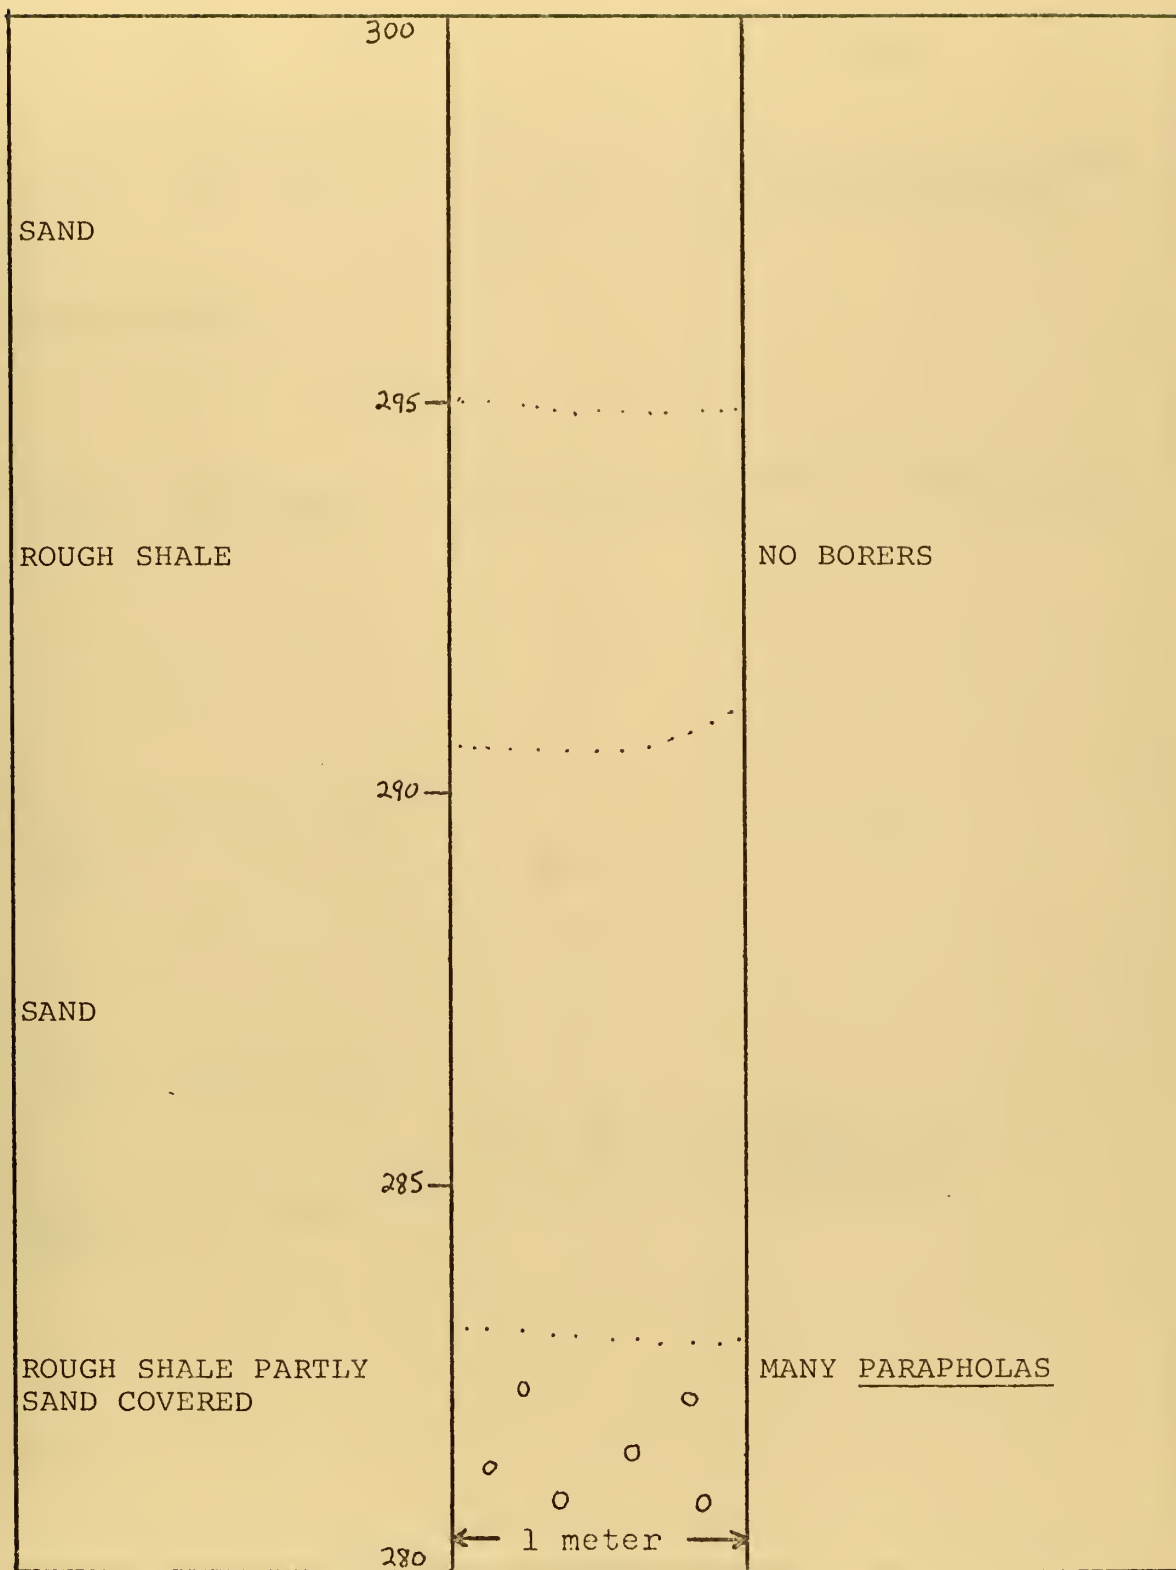 300
SAND
295
ROUGH SHALE
NO BORERS
290
SAND
285
ROUGH SHALE PARTLY
SAND COVERED
MANY PARAPHOLAS
1 meter
280